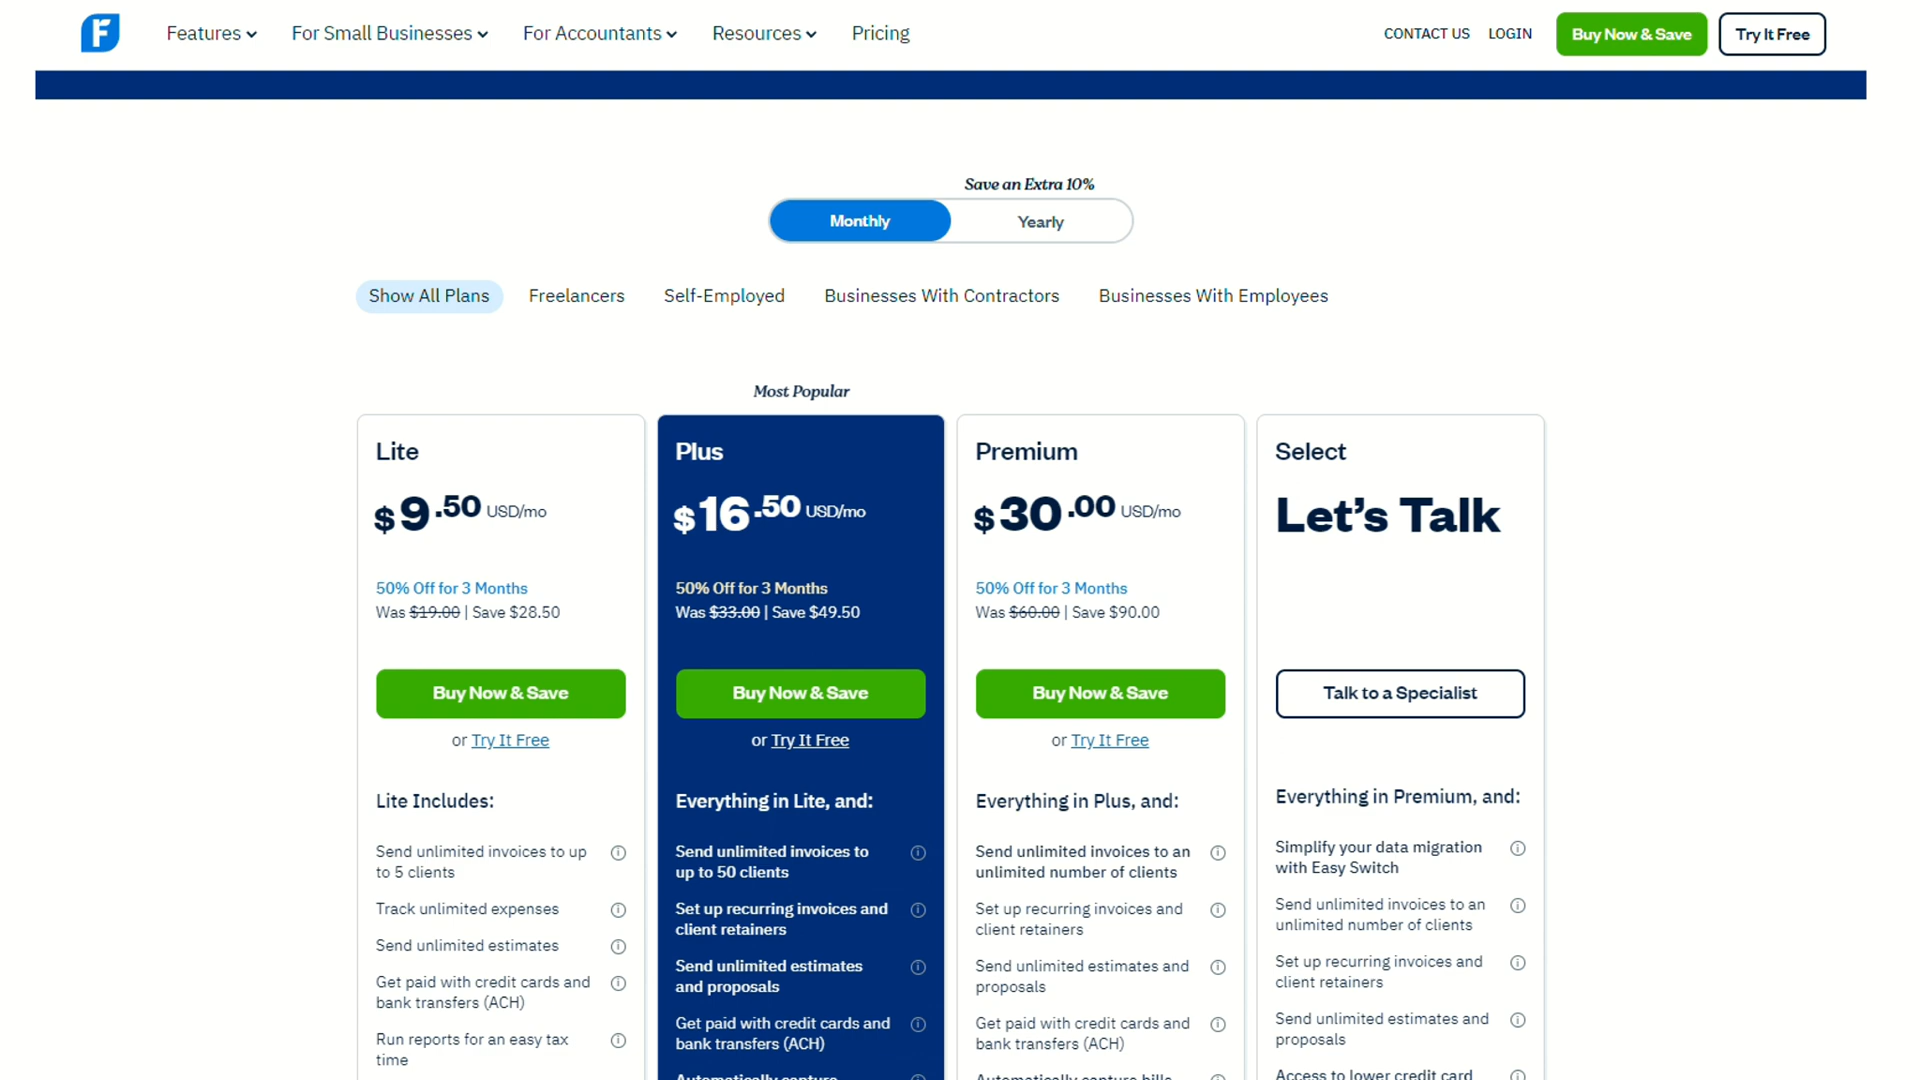 F
Features
For Small Businesses
For Accountants
Resources
Pricing
CONTACT US
LOGIN
Buy Now & Save
Try It Free
Save an Extra 10%
Monthly
Yearly
Show All Plans
Freelancers
Self-Employed
Businesses With Contractors
Businesses With Employees
Most Popular
Lite
$9.50 USD/mo
50% Off for 3 Months
Was $19.00 | Save $28.50
Buy Now & Save
or Try It Free
Lite Includes:
Send unlimited invoices to up
to 5 clients
Track unlimited expenses
Send unlimited estimates
Get paid with credit cards and
bank transfers (ACH)
Run reports for an easy tax
time
Plus
$16.50 USD/mo
50% Off for 3 Months
Was $33.00 | Save $49.50
Buy Now & Save
or Try It Free
Everything in Lite, and:
Send unlimited invoices to
up to 50 clients
Set up recurring invoices and
client retainers
Send unlimited estimates
and proposals
Get paid with credit cards and
bank transfers (ACH)
Automatically capture
Premium
$30.00 USD/mo
50% Off for 3 Months
Was $60.00 | Save $90.00
Buy Now & Save
or Try It Free
Everything in Plus, and:
Send unlimited invoices to an
unlimited number of clients
Set up recurring invoices and
client retainers
Send unlimited estimates and
proposals
Get paid with credit cards and
bank transfers (ACH)
Automatically capture bills
Select
Let's Talk
Talk to a Specialist
Everything in Premium, and:
Simplify your data migration
with Easy Switch
Send unlimited invoices to an
unlimited number of clients
Set up recurring invoices and
client retainers
Send unlimited estimates and
proposals
Access to lower credit card